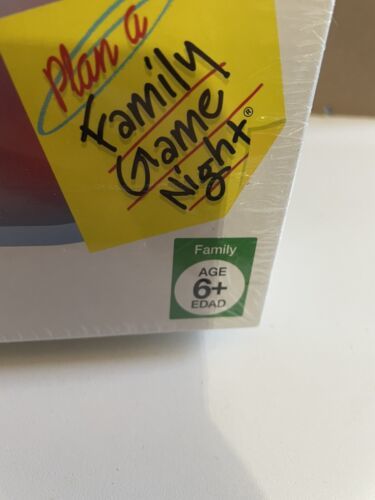 Plan a
Family
Game
Night®
Family
AGE
6+
EDAD